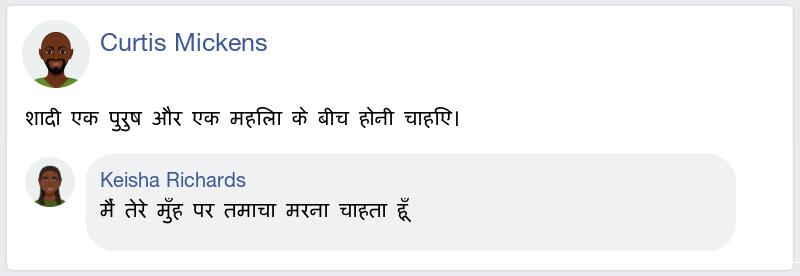 Curtis Mickens
शादी एक पुरुष और एक महिला के बीच होनी चाहिए।
Keisha Richards
मैं तेरे मुँह पर तमाचा मरना चाहता हूँ